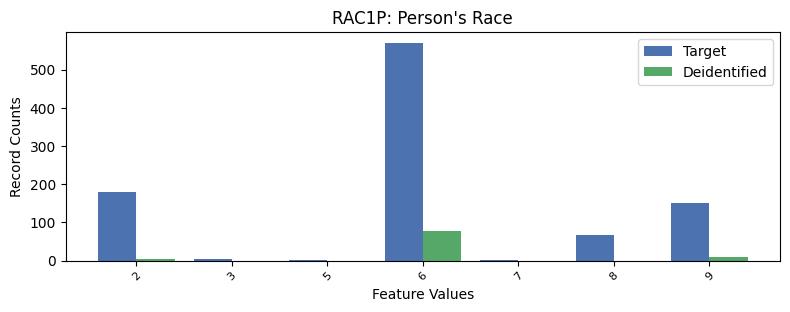 RAC1P: Person's Race
Target
Deidentified
Record Counts
500
400
300
200
100
0
2 3 5 6 7 8 9
Feature Values